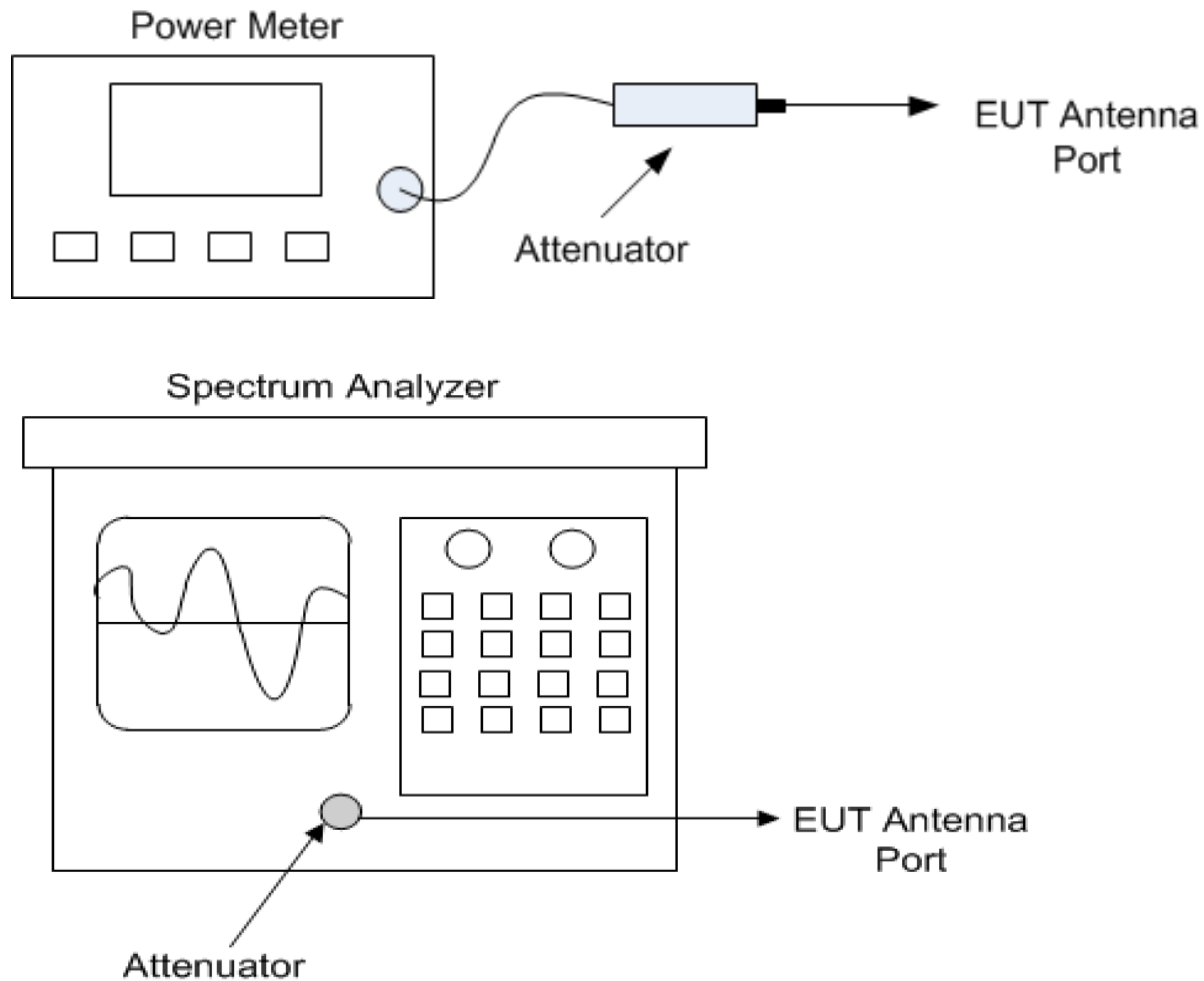 Power Meter
EUT Antenna
Port
Attenuator
Spectrum Analyzer
EUT Antenna
Port
Attenuator